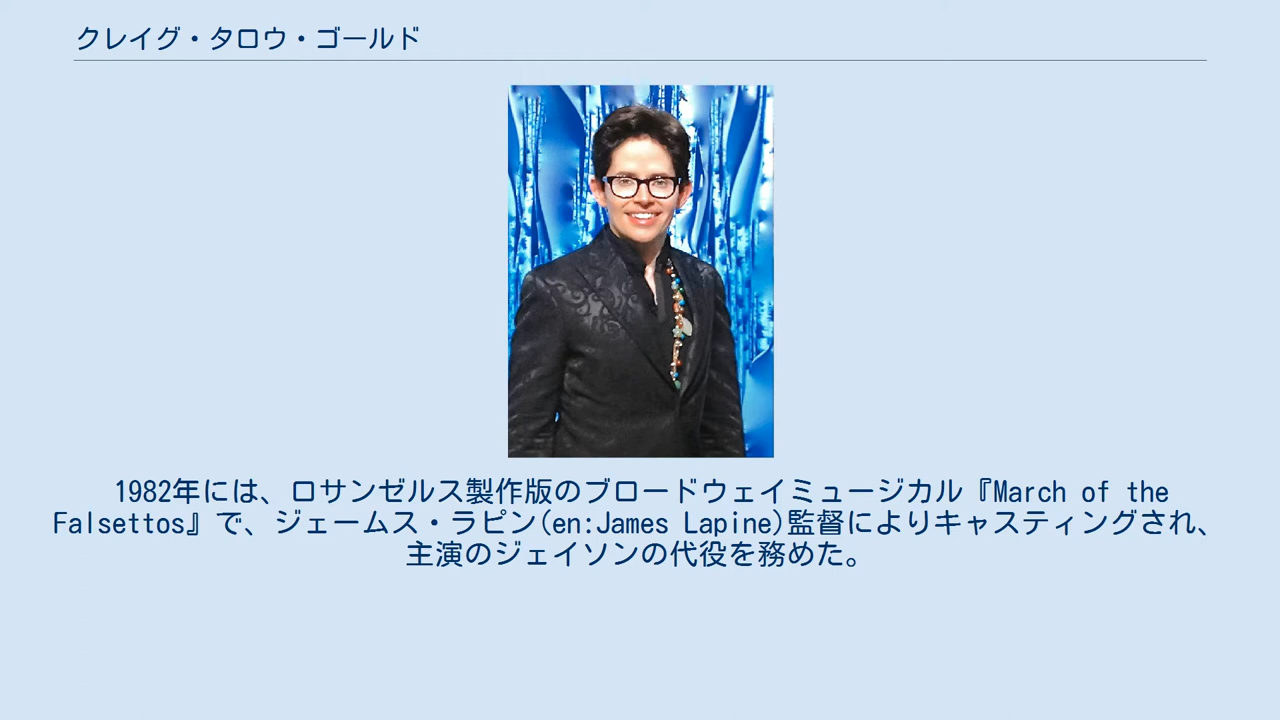 クレイグ・タロウ・ゴールド
1982年には、ロサンゼルス製作版のブロードウェイミュージカル『March of the
Falsettos』で、ジェームス・ラピン(en:James Lapine)監督によりキャスティングされ、
主演のジェイソンの代役を務めた。